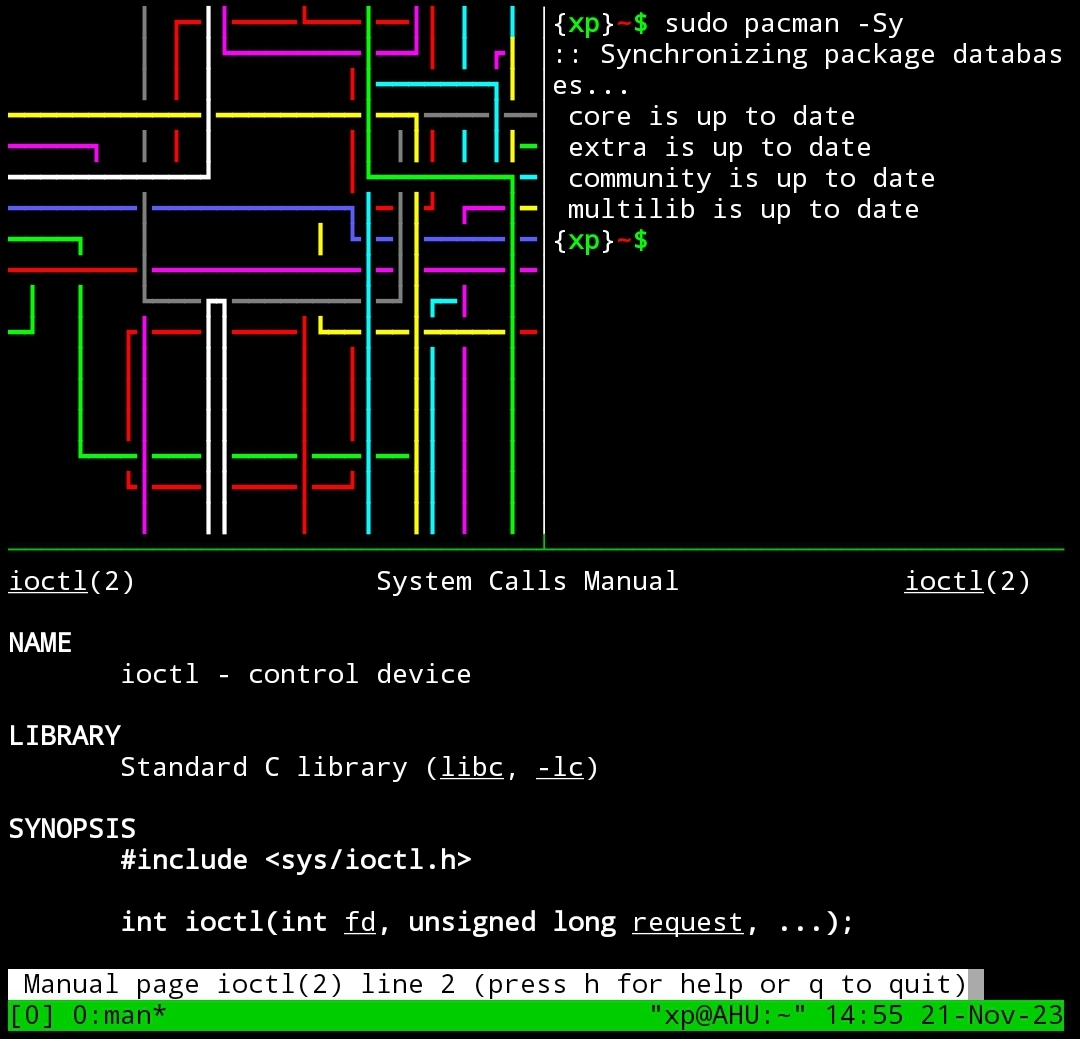 {xp}~$ sudo pacman -Sy
:: Synchronizing package databas
es...
 core is up to date
 extra is up to date
 community is up to date
 multilib is up to date
{xp}~$
ioctl(2) System Calls Manual ioctl(2)
NAME
ioctl - control device
LIBRARY
Standard C library (libc, -lc)
SYNOPSIS
#include <sys/ioctl.h>
int ioctl(int fd, unsigned long request, ...);
Manual page ioctl(2) line 2 (press h for help or q to quit)
[0] 0:man* "xp@AHU:~" 14:55 21-Nov-23